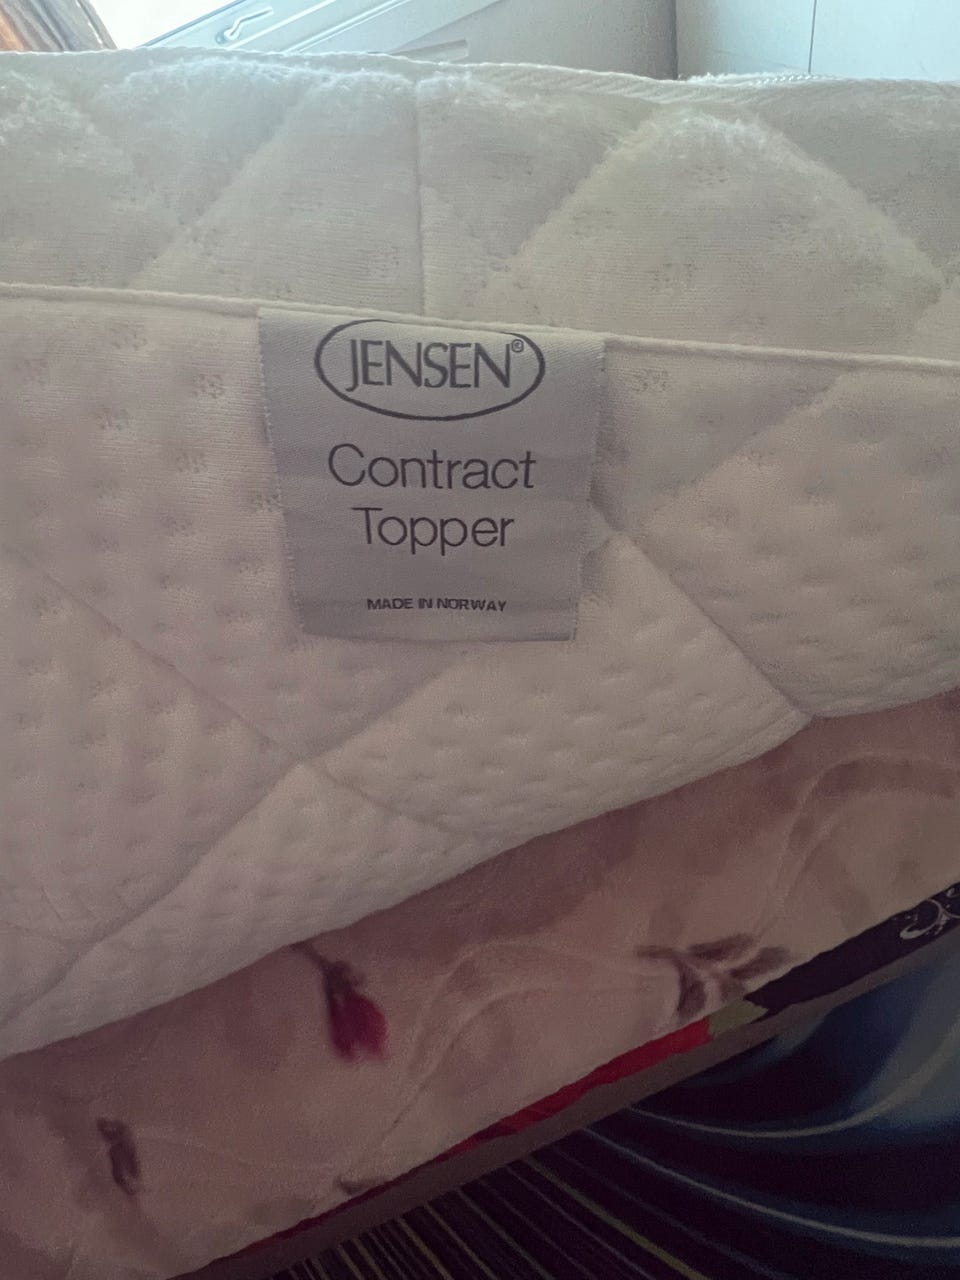 JENSEN®
Contract
Topper
MADE IN NORWAY